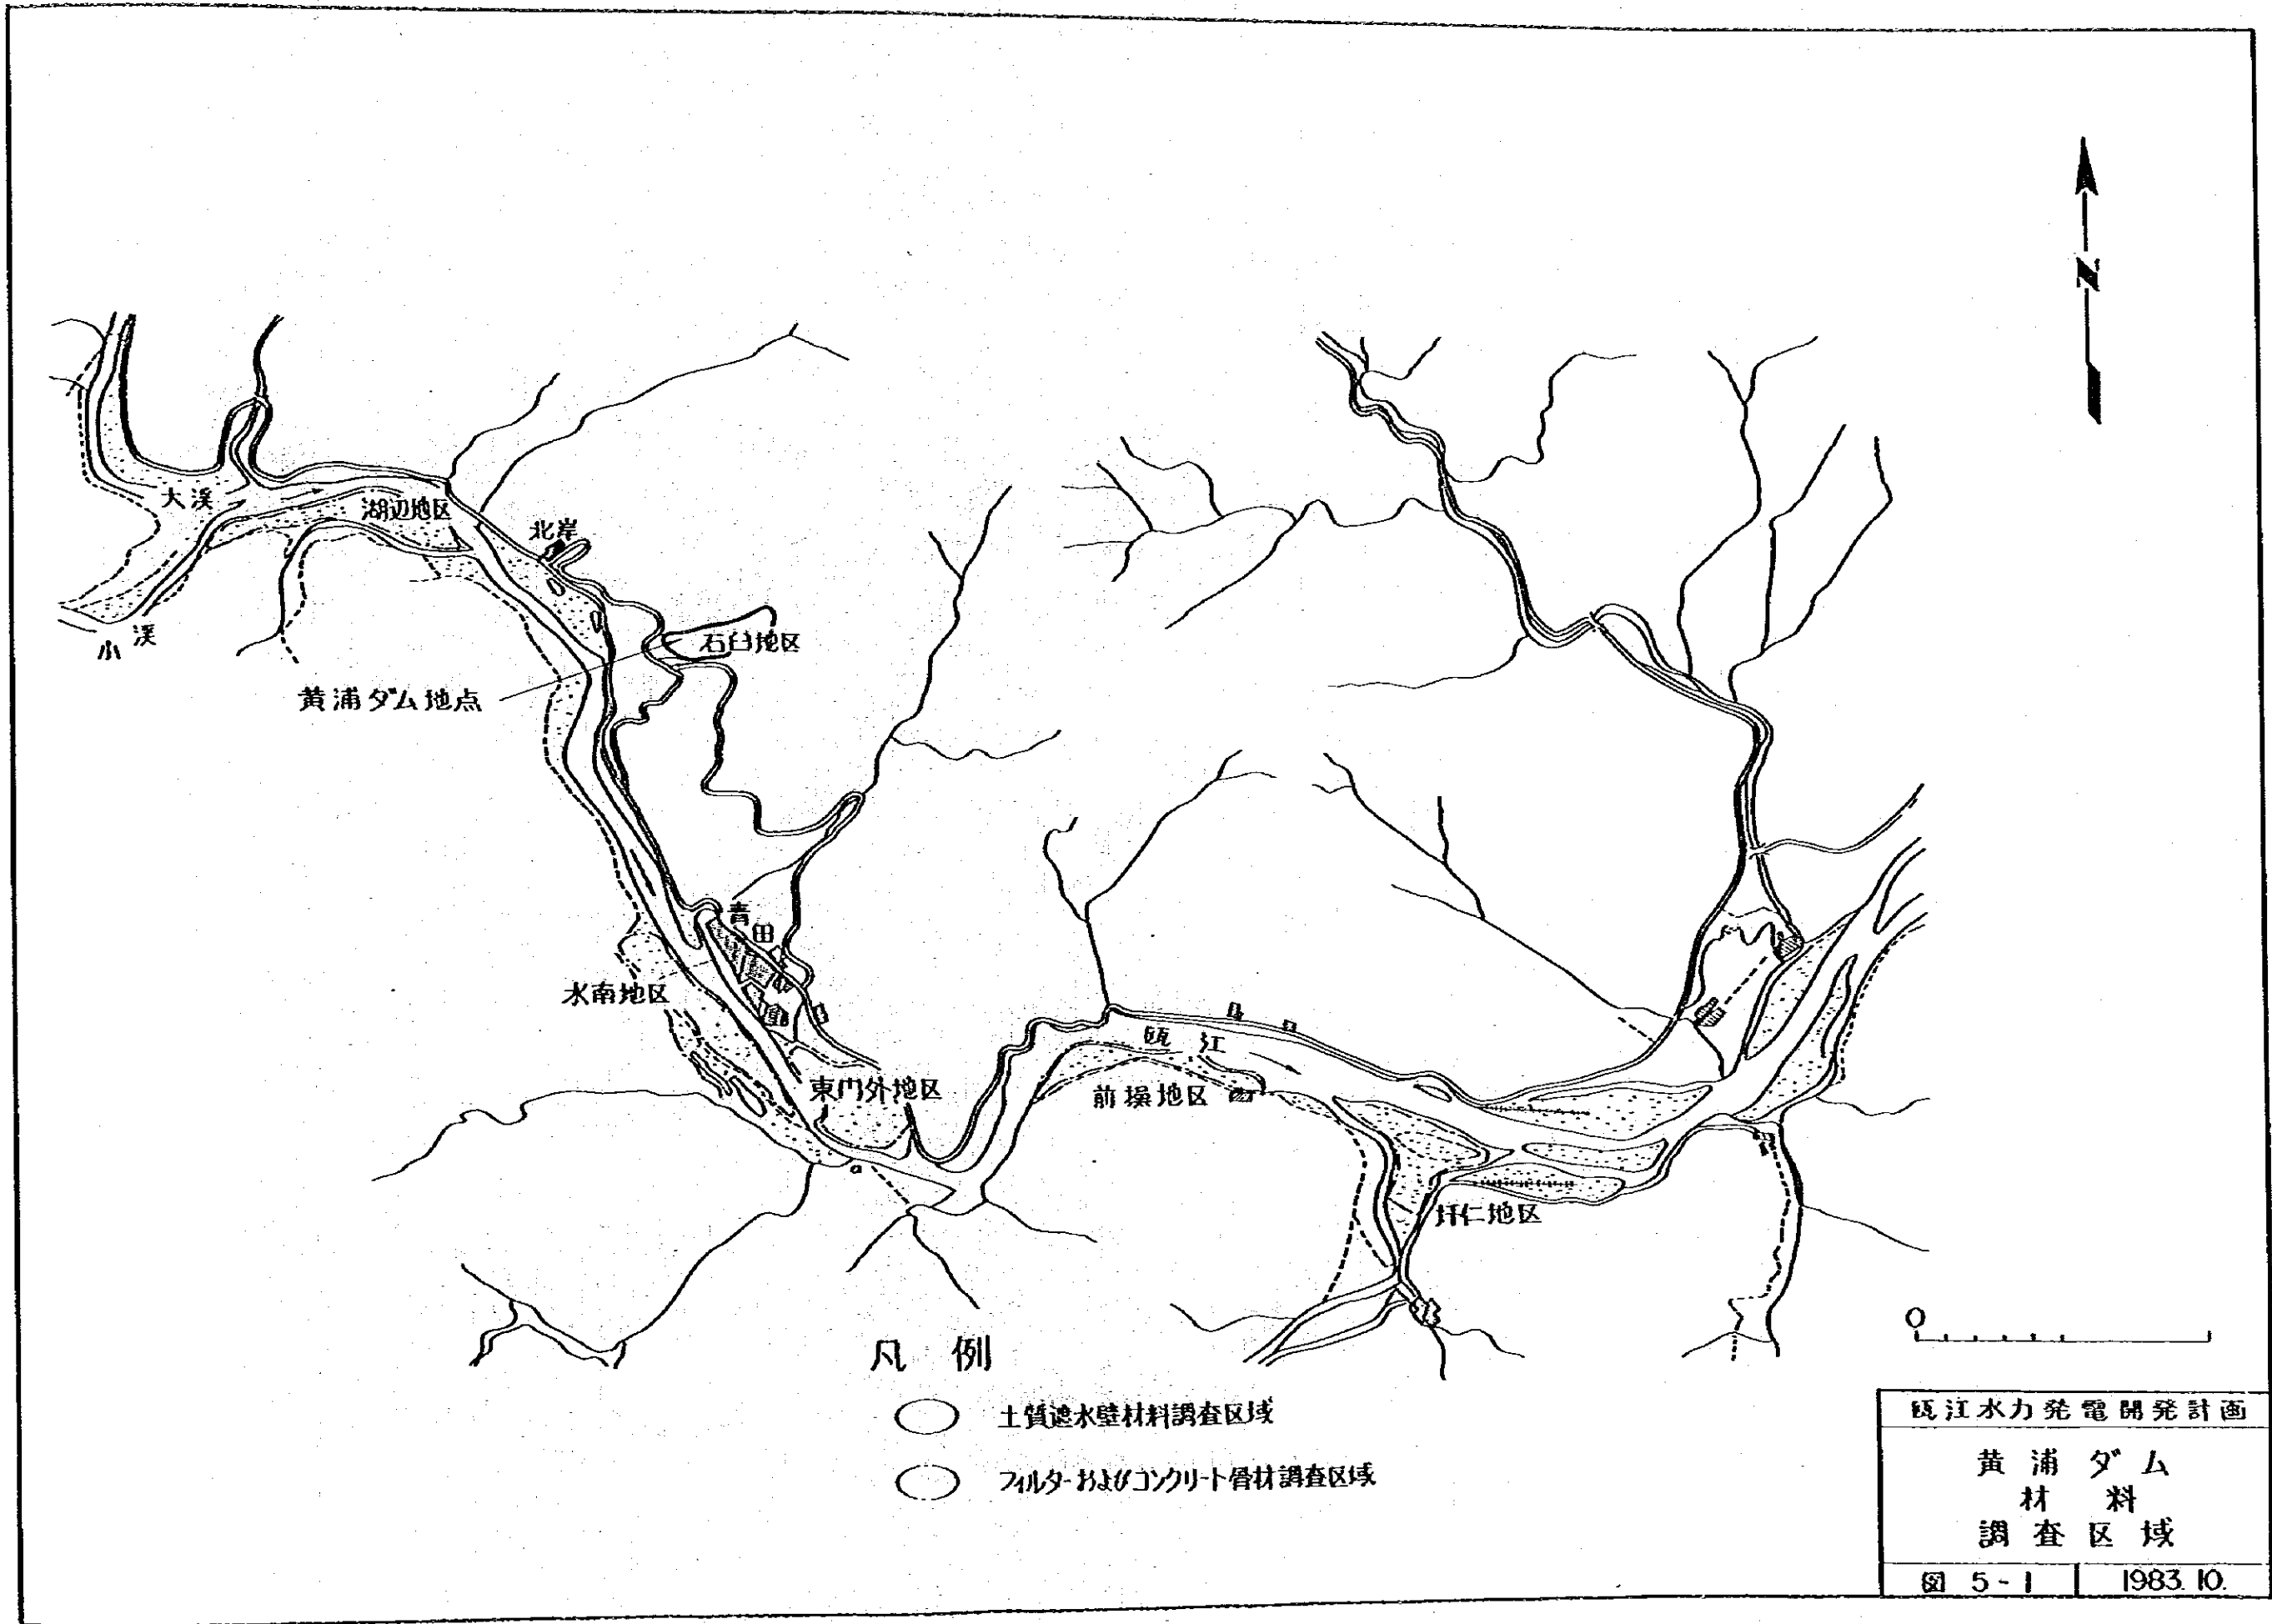 N
大渓
湖辺地区
北岸
小渓
石臼地区
黄浦ダム地点
青田
水南地区
甌江
東門外地区
前塆地区
圩仁地区
0
凡例
土質遮水壁材料調査区域
フィルターおよびコンクリート骨材調査区域
甌江水力発電開発計画
黄浦ダム
材料
調査区域
図 5-1
1983.10.